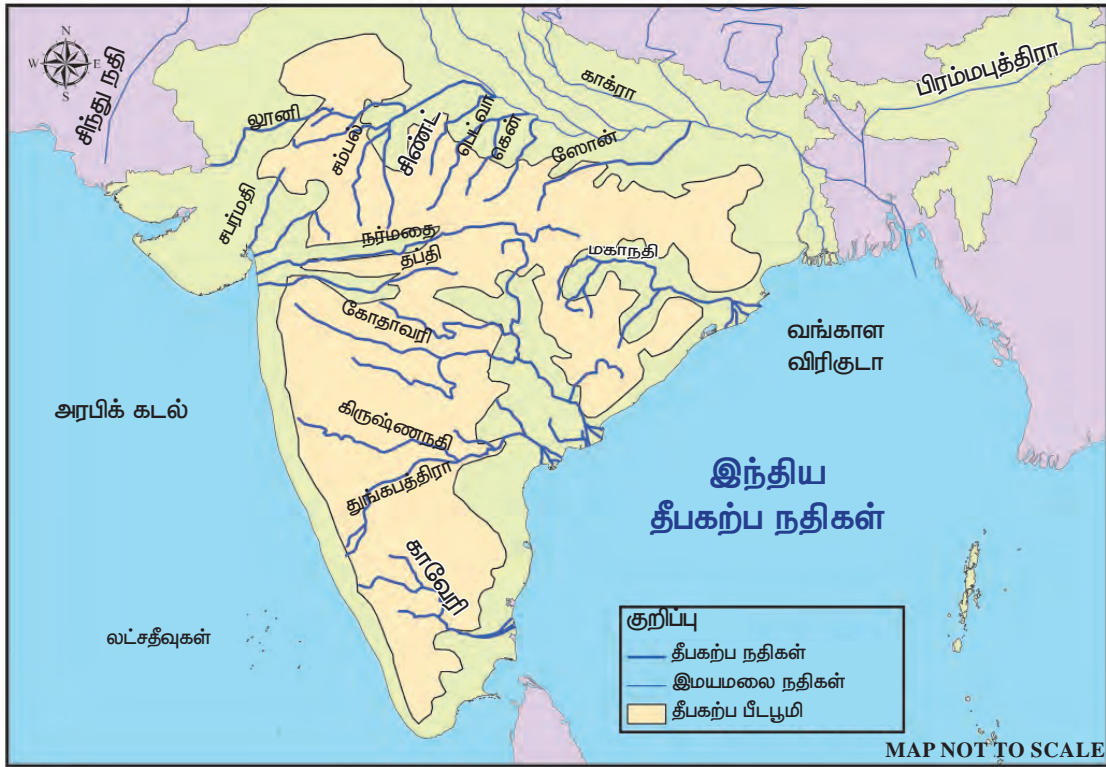 N
W E
S
சிந்து நதி
லூனி
சபர்மதி
சம்பல்
சிண்ட்
பெட்வா
கென்
காக்ரா
ஸோன்
பிரம்மபுத்திரா
நர்மதை
தப்தி
மகாநதி
கோதாவரி
வங்காள
விரிகுடா
அரபிக் கடல்
கிருஷ்ணநதி
துங்கபத்திரா
இந்திய
தீபகற்ப நதிகள்
காவேரி
லட்சதீவுகள்
குறிப்பு
தீபகற்ப நதிகள்
இமயமலை நதிகள்
தீபகற்ப பீடபூமி
MAP NOT TO SCALE